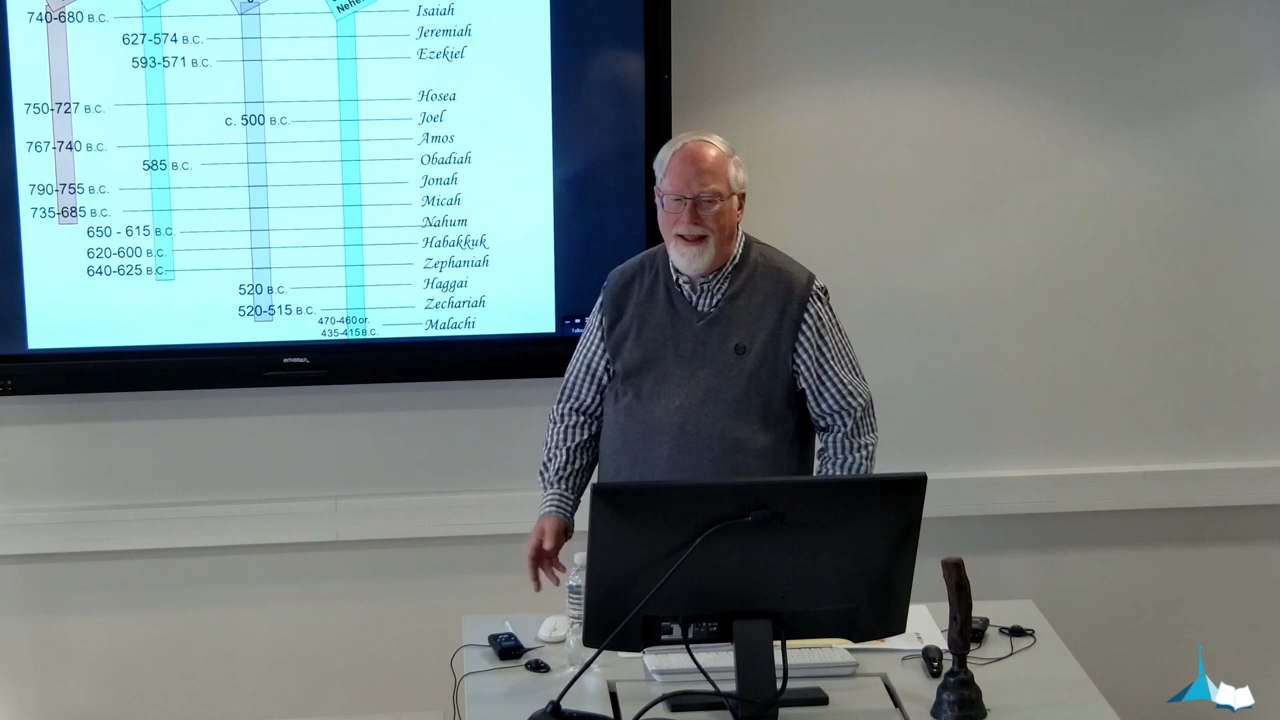 Nehe
740-680 B.C. Isaiah
627-574 B.C. Jeremiah
593-571 B.C. Ezekiel
750-727 B.C. Hosea
c. 500 B.C. Joel
767-740 B.C. Amos
585 B.C. Obadiah
790-755 B.C. Jonah
735-685 B.C. Micah
650 - 615 B.C. Nahum
620-600 B.C. Habakkuk
640-625 B.C. Zephaniah
520 B.C. Haggai
520-515 B.C. Zechariah
470-460 or
435-415 B.C. Malachi